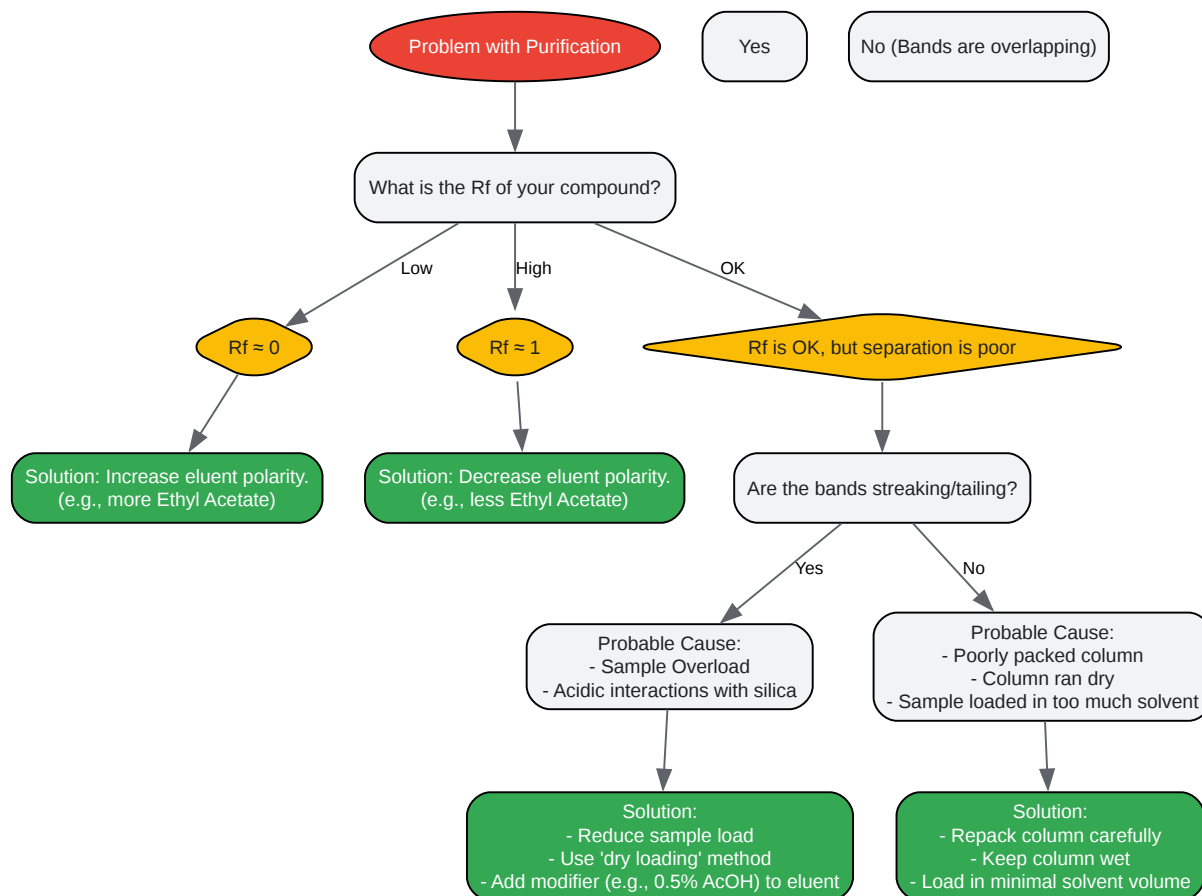 Problem with Purification
Yes
No (Bands are overlapping)
What is the Rf of your compound?
Low
High
OK
Rf ≈ 0
Rf ≈ 1
Rf is OK, but separation is poor
Solution: Increase eluent polarity.
(e.g., more Ethyl Acetate)
Solution: Decrease eluent polarity.
(e.g., less Ethyl Acetate)
Are the bands streaking/tailing?
Yes
No
Probable Cause:
- Sample Overload
- Acidic interactions with silica
Probable Cause:
- Poorly packed column
- Column ran dry
- Sample loaded in too much solvent
Solution:
- Reduce sample load
- Use 'dry loading' method
- Add modifier (e.g., 0.5% AcOH) to eluent
Solution:
- Repack column carefully
- Keep column wet
- Load in minimal solvent volume